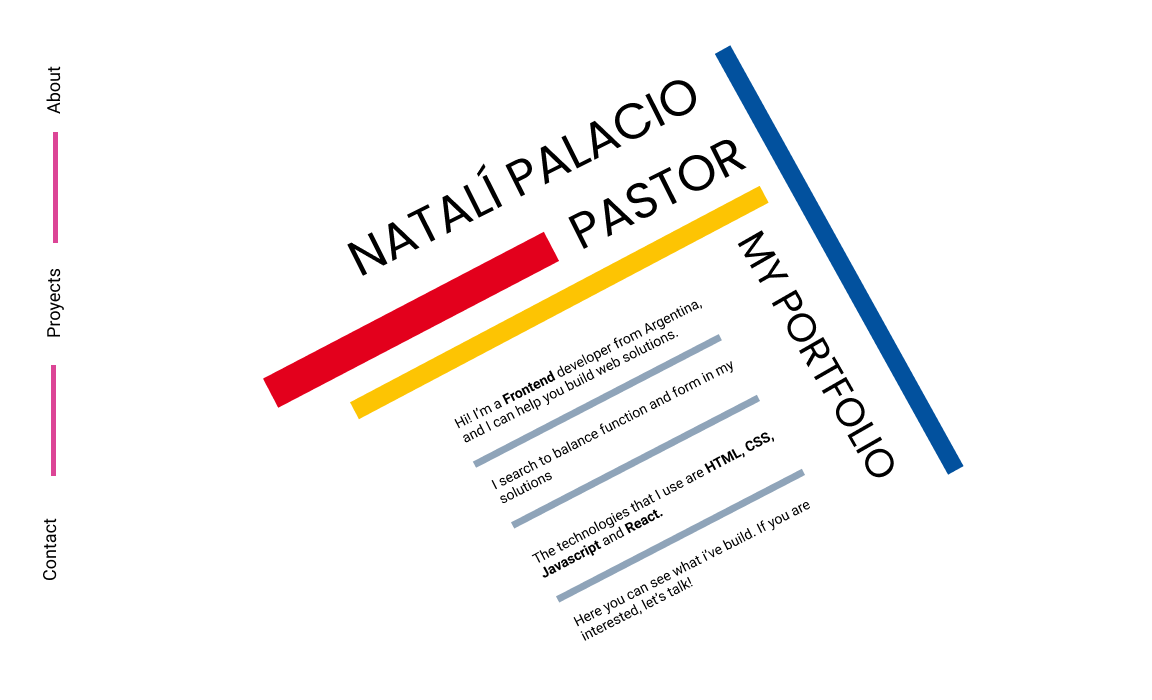 About
Proyects
Contact
NATALÍ PALACIO
PASTOR
MY PORTFOLIO
Hi! I'm a Frontend developer from Argentina,
and I can help you build web solutions.
I search to balance function and form in my
solutions
The technologies that I use are HTML, CSS,
Javascript and React.
Here you can see what i've build. If you are
interested, let's talk!